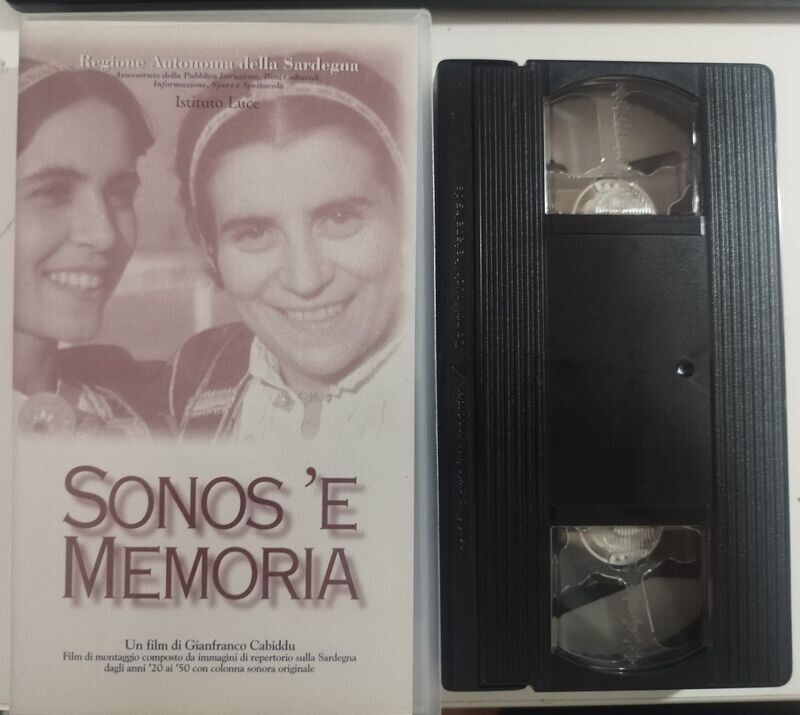 Regione Autonoma della Sardegna
Assessorato della Pubblica Istruzione, Beni Culturali,
Informazione, Sport e Spettacolo
Istituto Luce
SONOS 'E
MEMORIA
Un film di Gianfranco Cabiddu
Film di montaggio composto da immagini di repertorio sulla Sardegna
dagli anni '20 ai '50 con colonna sonora originale